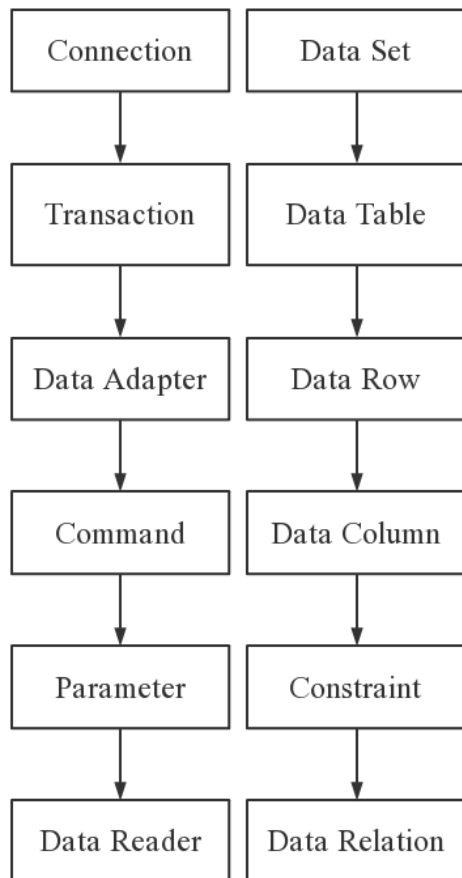 Connection
Transaction
Data Adapter
Command
Parameter
Data Reader
Data Set
Data Table
Data Row
Data Column
Constraint
Data Relation